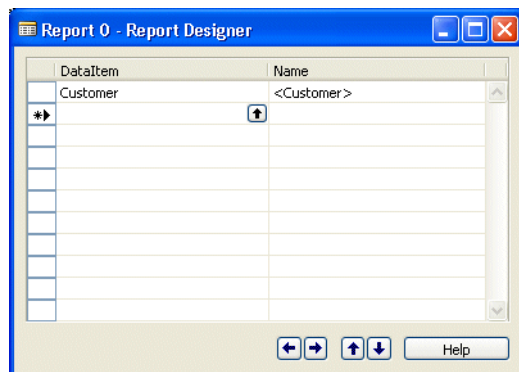 Report 0 - Report Designer
DataItem Name
Customer <Customer>
Help